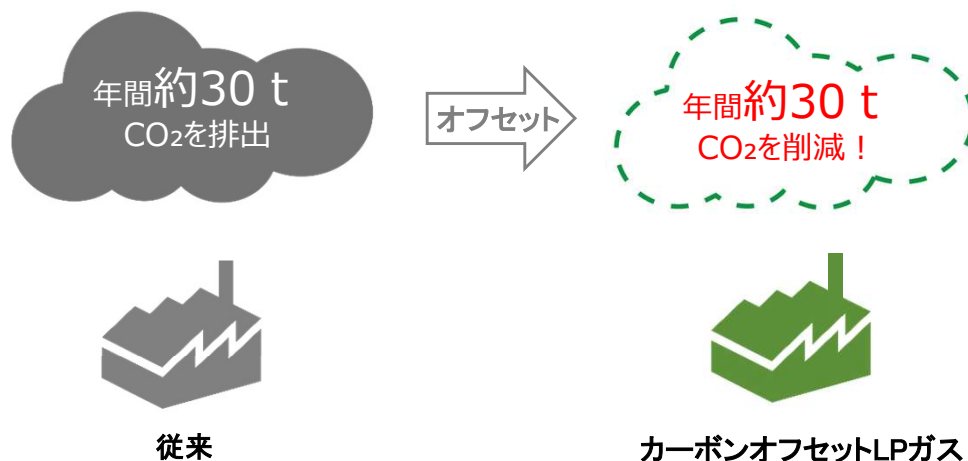 年間約30 t
CO₂を排出
オフセット
年間約30 t
CO₂を削減！
従来
カーボンオフセットLPガス